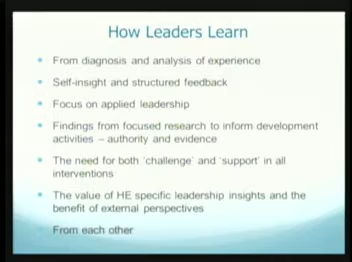 How Leaders Learn
From diagnosis and analysis of experience
Self-insight and structured feedback
Focus on applied leadership
Findings from focused research to inform development
activities – authority and evidence
The need for both 'challenge' and 'support' in all
interventions
The value of HE specific leadership insights and the
benefit of external perspectives
From each other